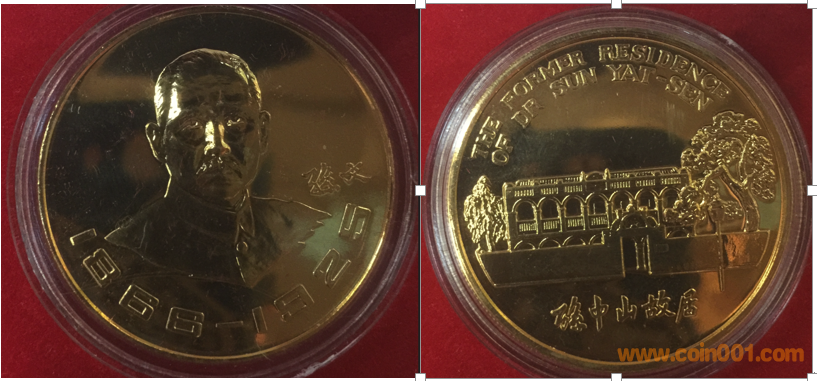 孫文
1866-1925
THE FORMER RESIDENCE
OF DR SUN YAT-SEN
孫中山故居
www.coin001.com